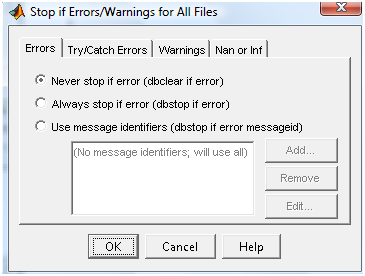 Stop if Errors/Warnings for All Files
Errors Try/Catch Errors Warnings Nan or Inf
Never stop if error (dbclear if error)
Always stop if error (dbstop if error)
Use message identifiers (dbstop if error messageid)
(No message identifiers; will use all)
Add...
Remove
Edit...
OK Cancel Help